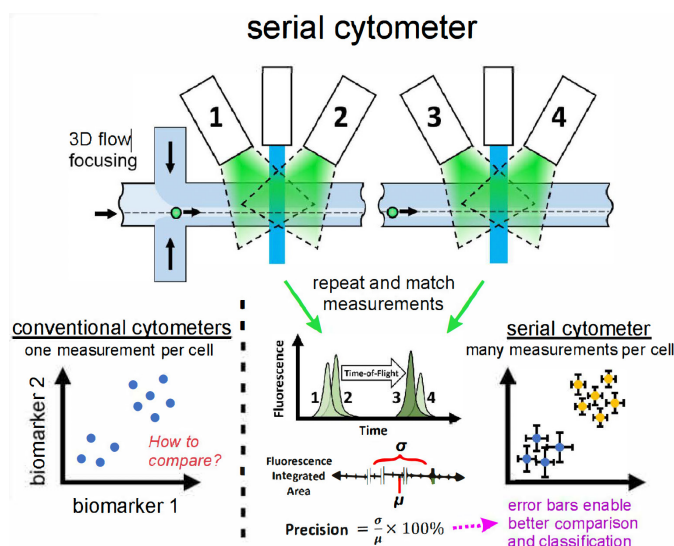 serial cytometer
1
2
3
4
3D flow
focusing
repeat and match
measurements
conventional cytometers
one measurement per cell
biomarker 2
How to
compare?
biomarker 1
Fluorescence
Time-of-Flight
1
2
3
4
Time
σ
Fluorescence
Integrated
Area
μ
Precision = σ/μ × 100%
serial cytometer
many measurements per cell
error bars enable
better comparison
and classification